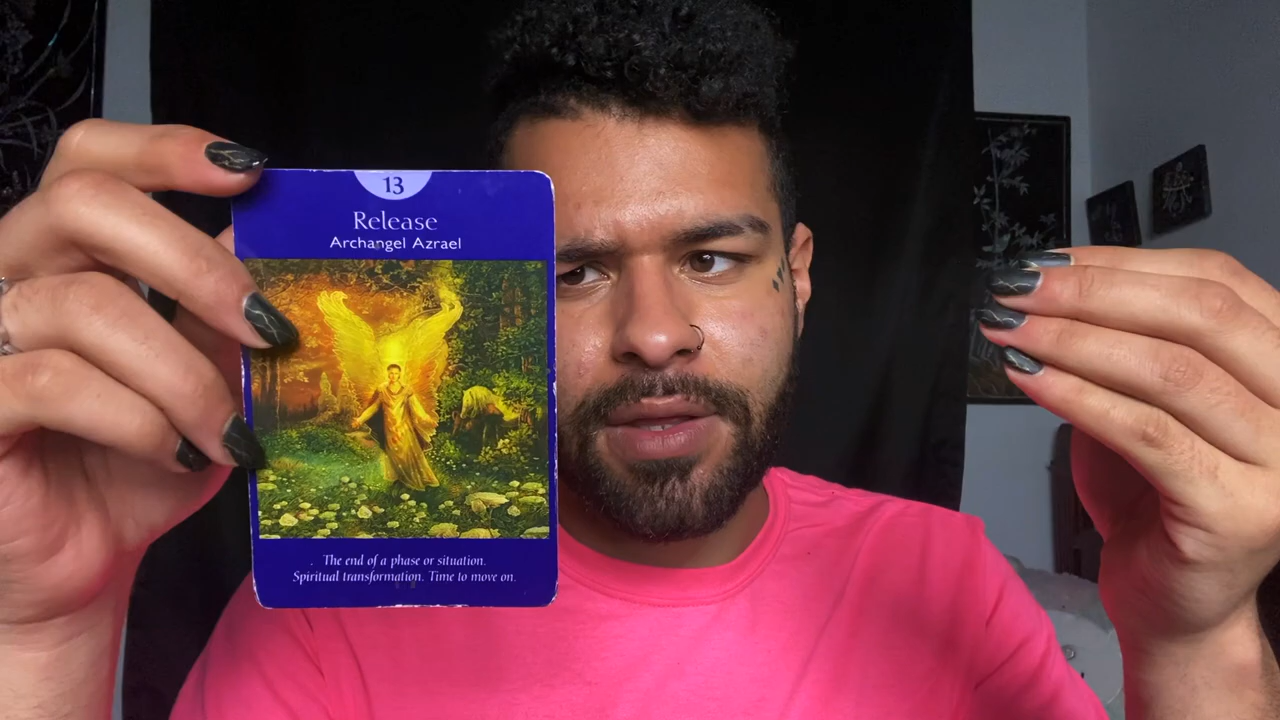 13
Release
Archangel Azrael
The end of a phase or situation.
Spiritual transformation. Time to move on.